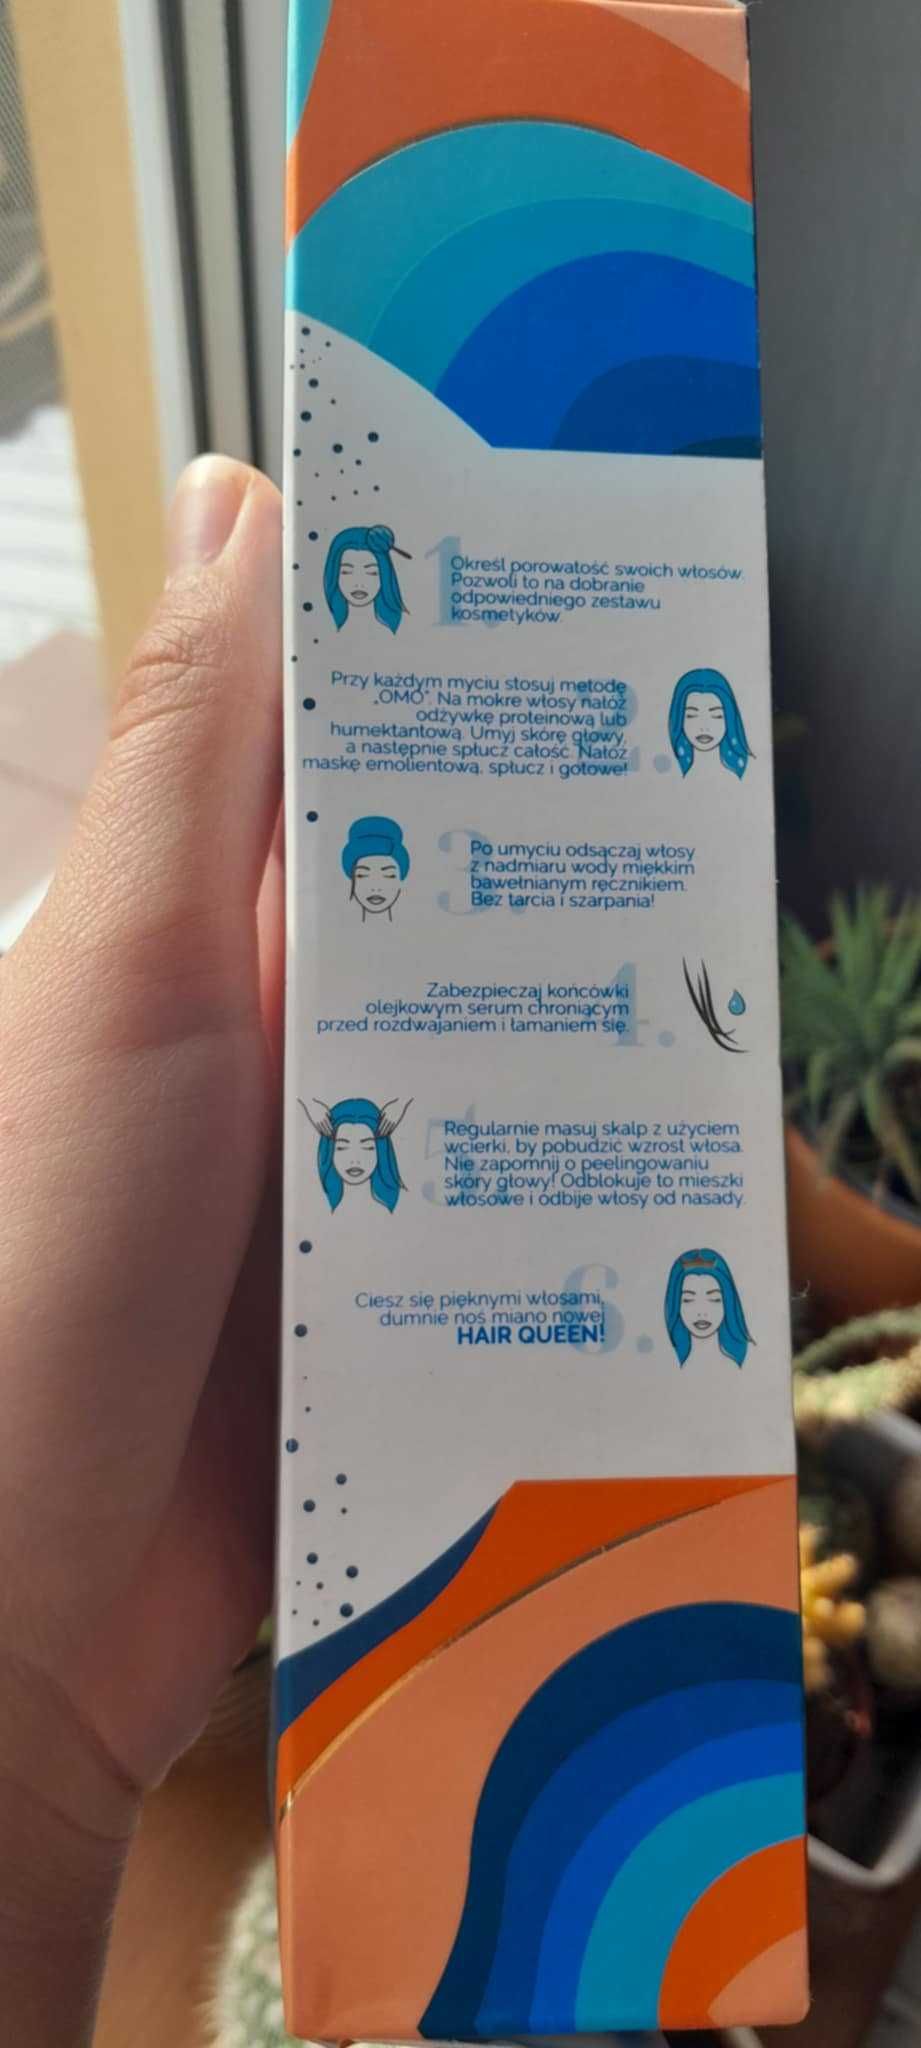 1.
Określ porowatość swoich włosów.
Pozwoli to na dobranie
odpowiedniego zestawu
kosmetyków.
2.
Przy każdym myciu stosuj metodę
„OMO”. Na mokre włosy nałóż
odżywkę proteinową lub
humektantową. Umyj skórę głowy,
a następnie spłucz całość. Nałóż
maskę emolientową, spłucz i gotowe!
3.
Po umyciu odsączaj włosy
z nadmiaru wody miękkim
bawełnianym ręcznikiem.
Bez tarcia i szarpania!
4.
Zabezpieczaj końcówki
olejkowym serum chroniącym
przed rozdwajaniem i łamaniem się.
5.
Regularnie masuj skalp z użyciem
wcierki, by pobudzić wzrost włosa.
Nie zapomnij o peelingowaniu
skóry głowy! Odblokuje to mieszki
włosowe i odbije włosy od nasady.
6.
Ciesz się pięknymi włosami,
dumnie noś miano nowej
HAIR QUEEN!